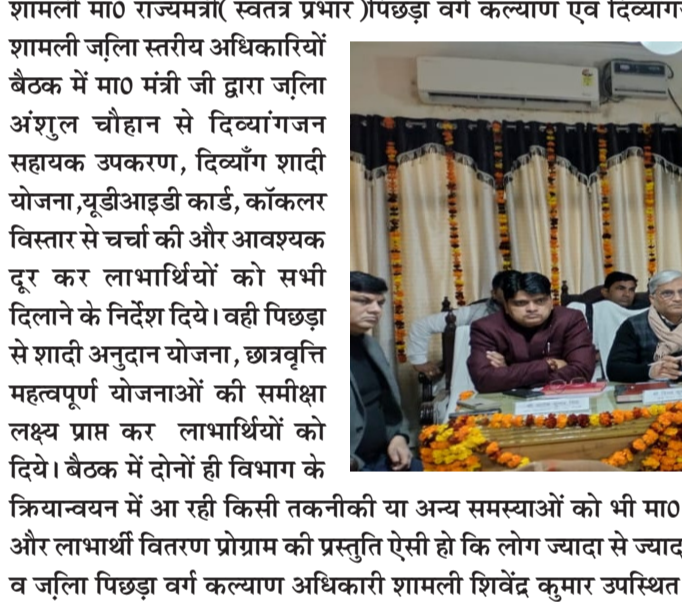 शामली मा0 राज्यमंत्री( स्वतंत्र प्रभार )पिछड़ा वर्ग कल्याण एवं
शामली जि़ला स्तरीय अधिकारियों
बैठक में मा0 मंत्री जी द्वारा जि़ला
अंशुल चौहान से दिव्यांगजन
सहायक उपकरण, दिव्याँग शादी
योजना,यूडीआइडी कार्ड, कॉकलर
विस्तार से चर्चा की और आवश्यक
दूर कर लाभार्थियों को सभी
दिलाने के निर्देश दिये। वही पिछड़ा
से शादी अनुदान योजना, छात्रवृत्ति
महत्वपूर्ण योजनाओं की समीक्षा
लक्ष्य प्राप्त कर लाभार्थियों को
दिये। बैठक में दोनों ही विभाग के
क्रियान्वयन में आ रही किसी तकनीकी या अन्य समस्याओं को भी मा0
और लाभार्थी वितरण प्रोग्राम की प्रस्तुति ऐसी हो कि लोग ज्यादा से
व जि़ला पिछड़ा वर्ग कल्याण अधिकारी शामली शिवेंद्र कुमार उपस्थित